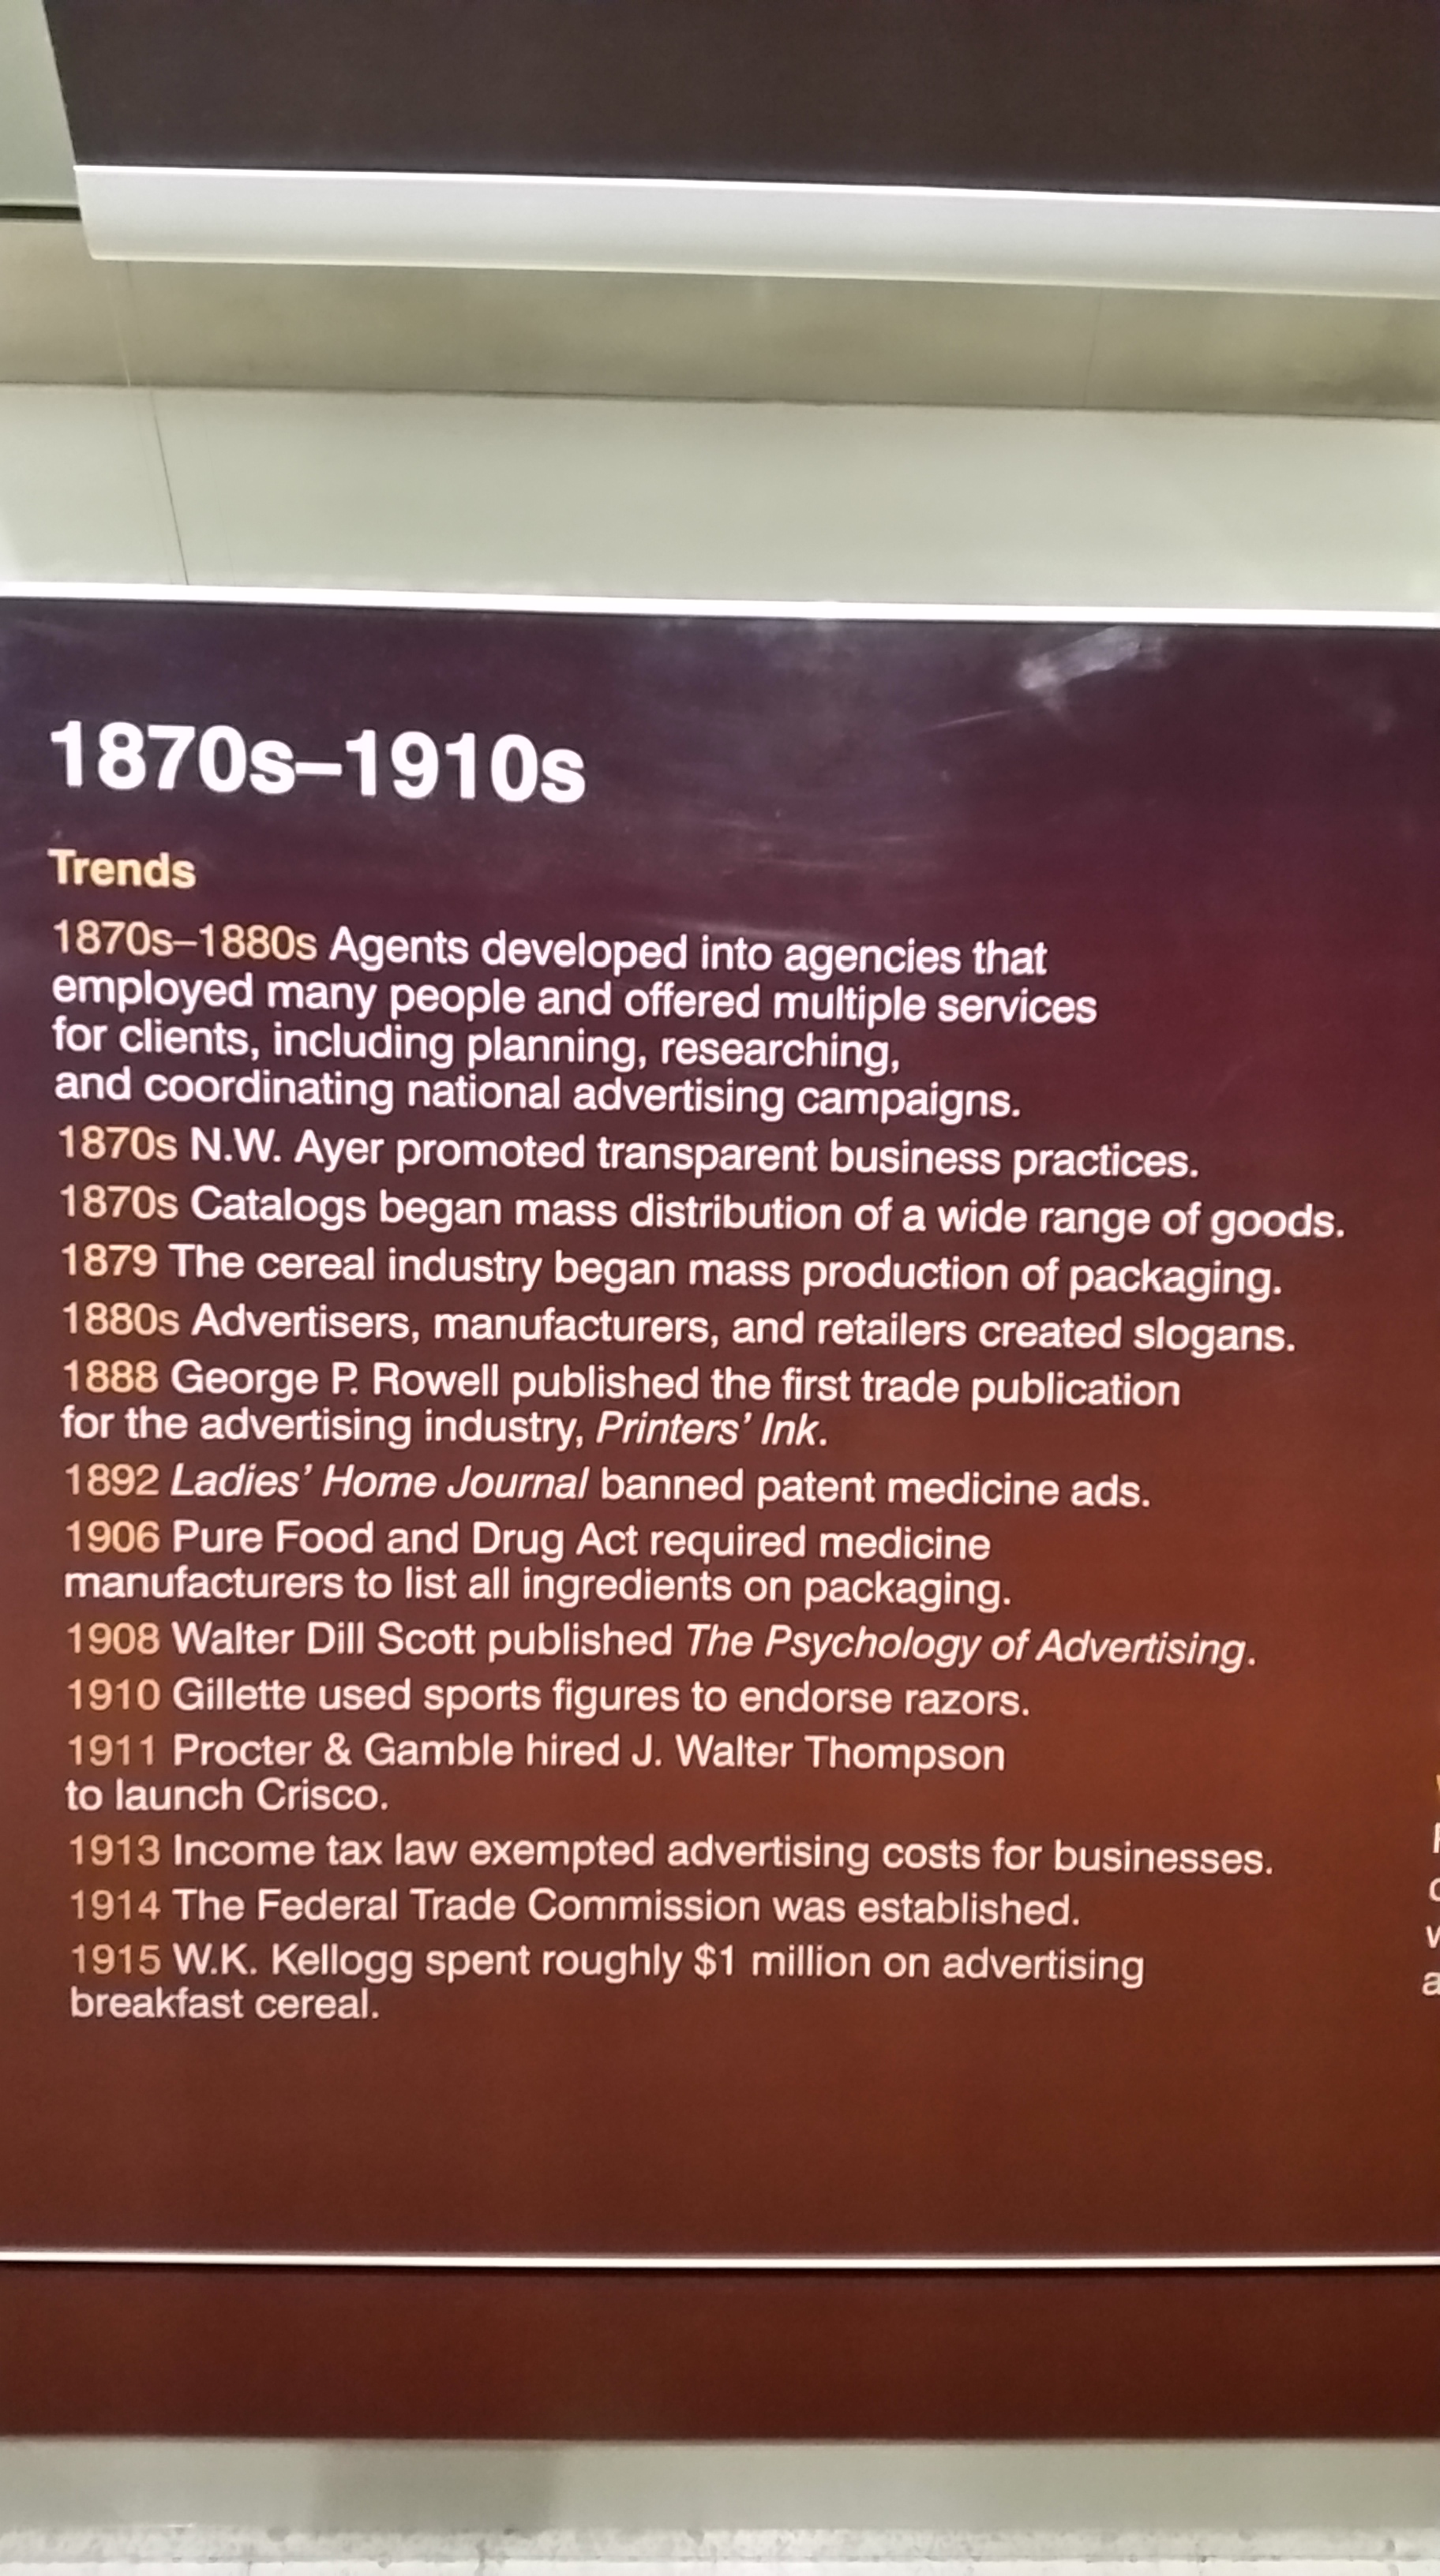 1870s–1910s
Trends
1870s–1880s Agents developed into agencies that
employed many people and offered multiple services
for clients, including planning, researching,
and coordinating national advertising campaigns.
1870s N.W. Ayer promoted transparent business practices.
1870s Catalogs began mass distribution of a wide range of goods.
1879 The cereal industry began mass production of packaging.
1880s Advertisers, manufacturers, and retailers created slogans.
1888 George P. Rowell published the first trade publication
for the advertising industry, Printers’ Ink.
1892 Ladies’ Home Journal banned patent medicine ads.
1906 Pure Food and Drug Act required medicine
manufacturers to list all ingredients on packaging.
1908 Walter Dill Scott published The Psychology of Advertising.
1910 Gillette used sports figures to endorse razors.
1911 Procter & Gamble hired J. Walter Thompson
to launch Crisco.
1913 Income tax law exempted advertising costs for businesses.
1914 The Federal Trade Commission was established.
1915 W.K. Kellogg spent roughly $1 million on advertising
breakfast cereal.